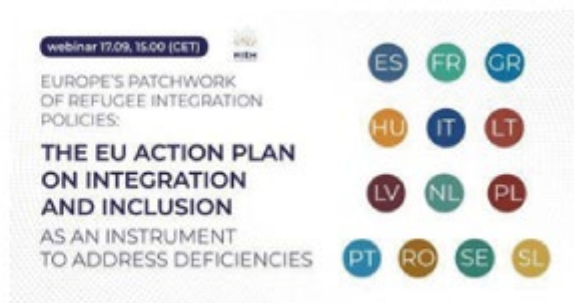 webinar 17.09, 15.00 (CET)
EUROPE'S PATCHWORK
OF REFUGEE INTEGRATION
POLICIES:
THE EU ACTION PLAN
ON INTEGRATION
AND INCLUSION
AS AN INSTRUMENT
TO ADDRESS DEFICIENCIES
ES FR GR
HU IT LT
LV NL PL
PT RO SE SL